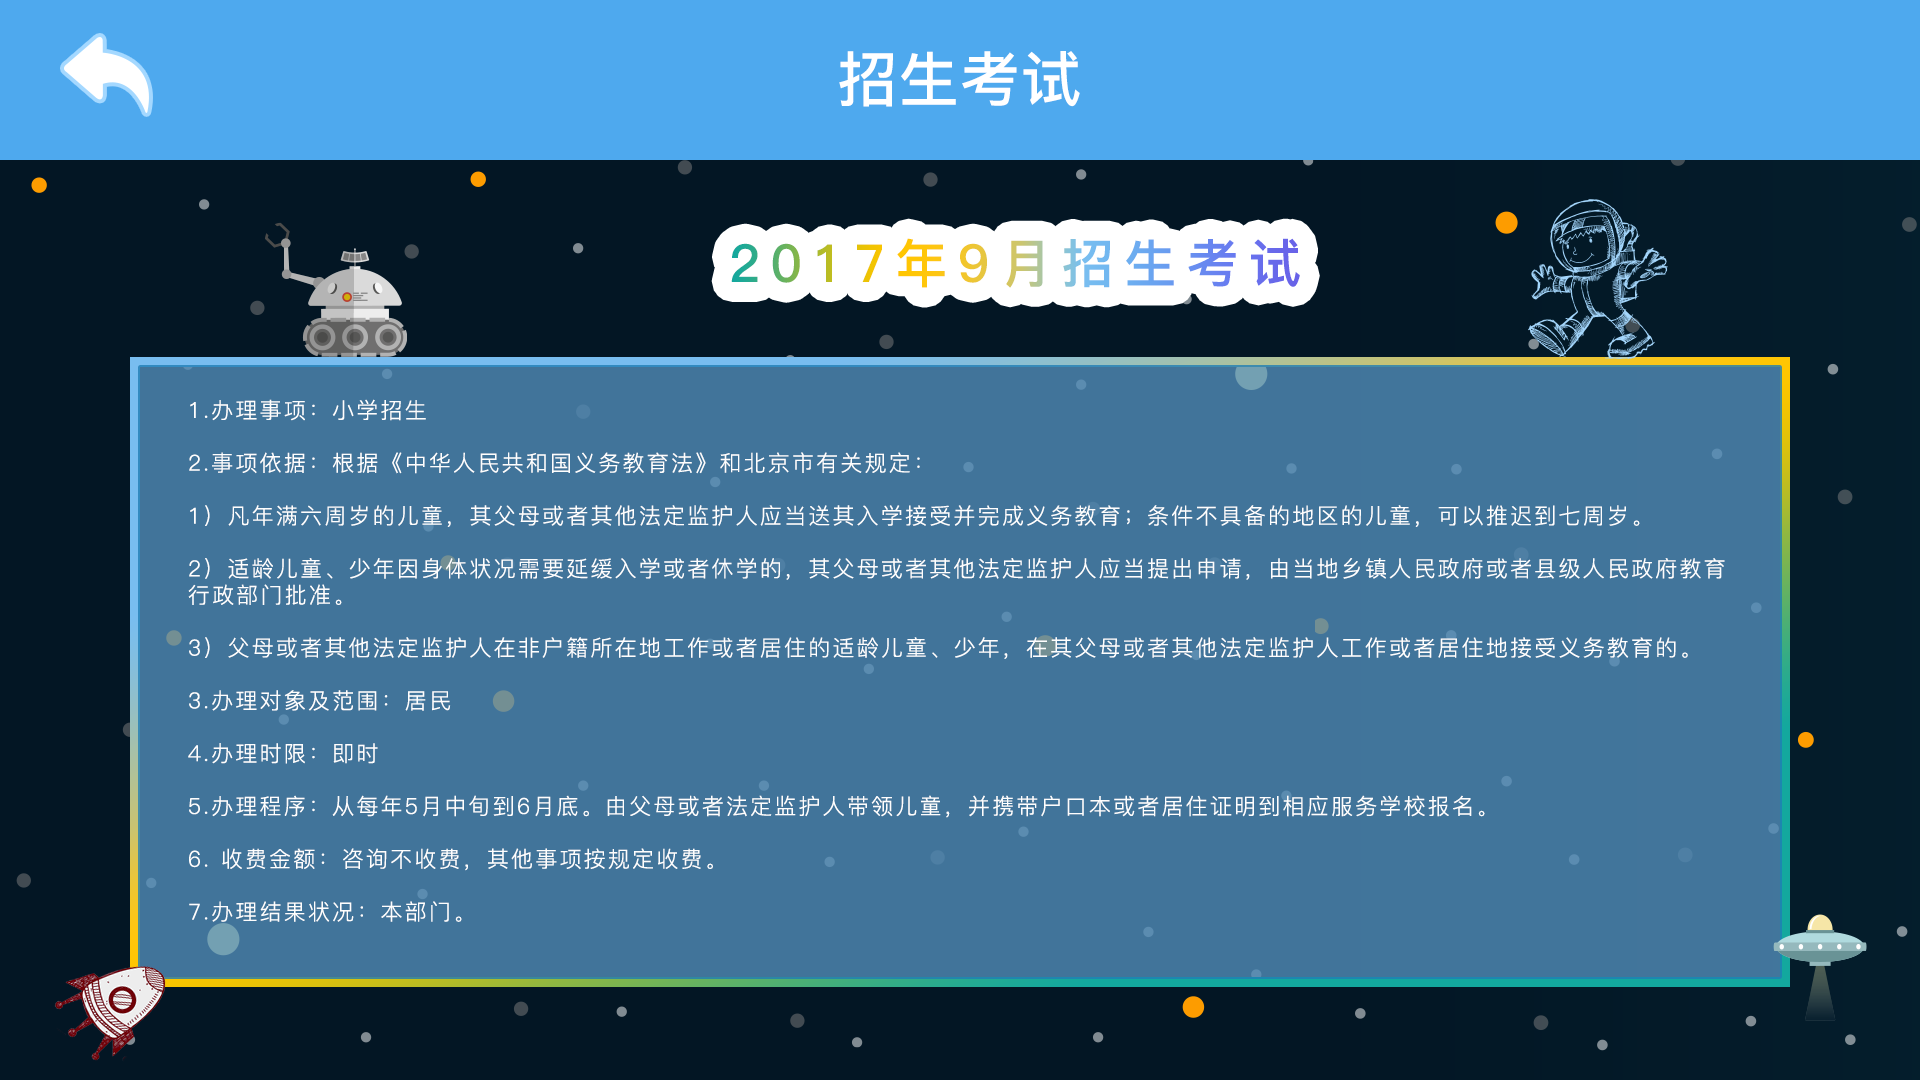 招生考试
2017年9月招生考试
1.办理事项：小学招生
2.事项依据：根据《中华人民共和国义务教育法》和北京市有关规定：
1）凡年满六周岁的儿童，其父母或者其他法定监护人应当送其入学接受并完成义务教育；条件不具备的地区的儿童，可以推迟到七周岁。
2）适龄儿童、少年因身体状况需要延缓入学或者休学的，其父母或者其他法定监护人应当提出申请，由当地乡镇人民政府或者县级人民政府教育
行政部门批准。
3）父母或者其他法定监护人在非户籍所在地工作或者居住的适龄儿童、少年，在其父母或者其他法定监护人工作或者居住地接受义务教育的。
3.办理对象及范围：居民
4.办理时限：即时
5.办理程序：从每年5月中旬到6月底。由父母或者法定监护人带领儿童，并携带户口本或者居住证明到相应服务学校报名。
6. 收费金额：咨询不收费，其他事项按规定收费。
7.办理结果状况：本部门。